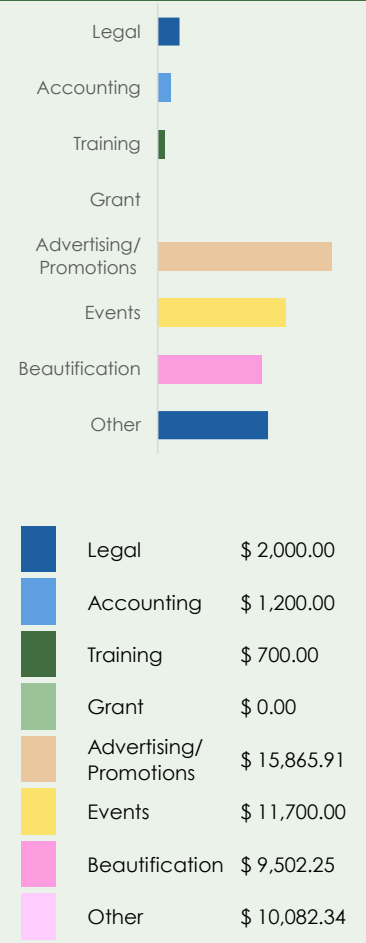 Legal
Accounting
Training
Grant
Advertising/
Promotions
Events
Beautification
Other
Legal $ 2,000.00
Accounting $ 1,200.00
Training $ 700.00
Grant $ 0.00
Advertising/
Promotions $ 15,865.91
Events $ 11,700.00
Beautification $ 9,502.25
Other $ 10,082.34